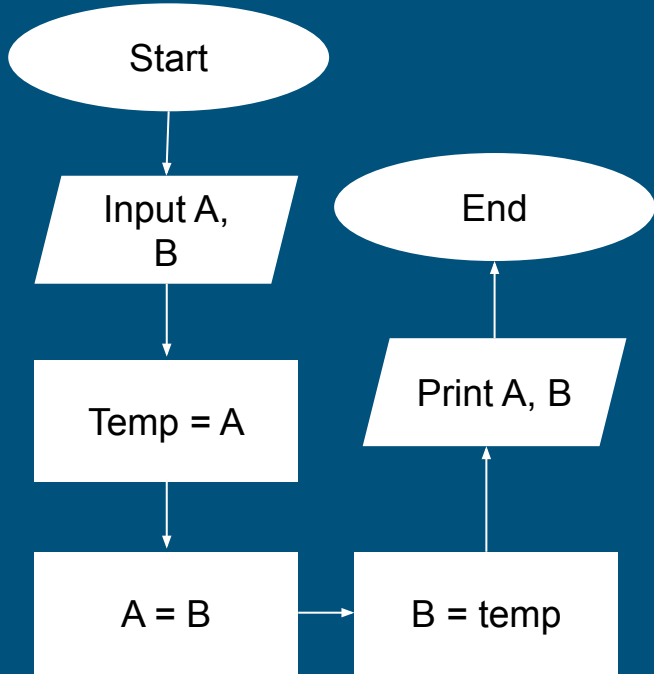 Start
Input A,
B
Temp = A
A = B
B = temp
Print A, B
End